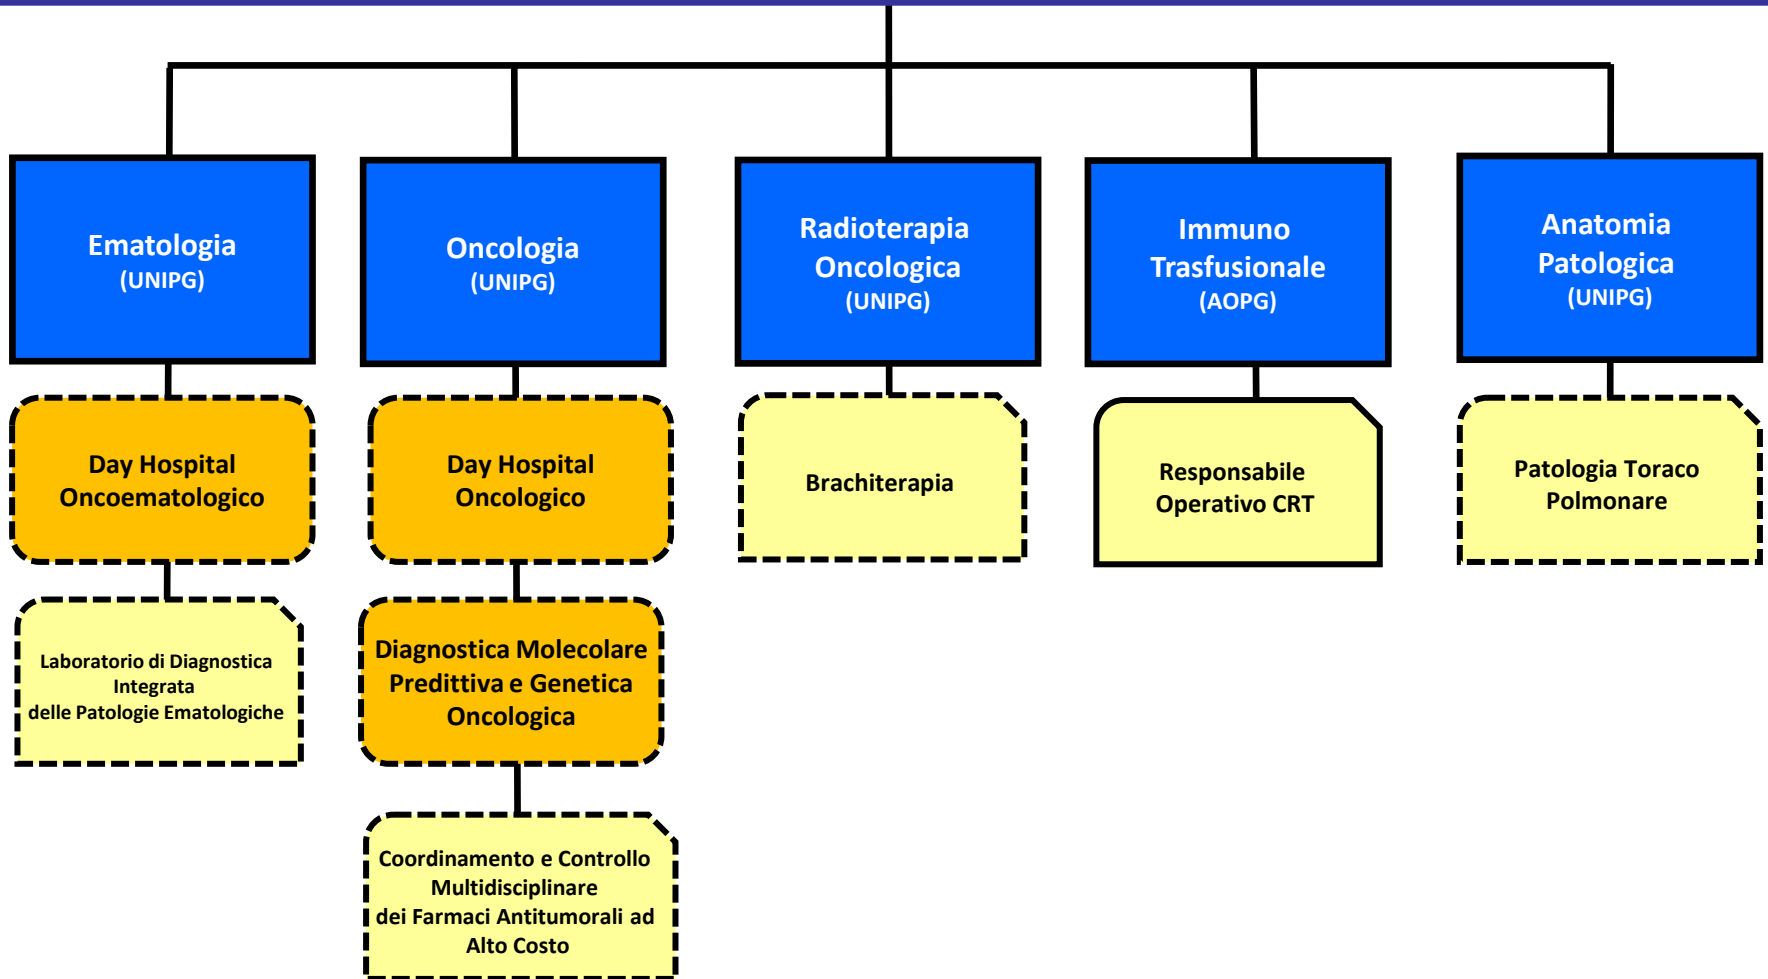 Ematologia
(UNIPG)
Oncologia
(UNIPG)
Radioterapia
Oncologica
(UNIPG)
Immuno
Trasfusionale
(AOPG)
Anatomia
Patologica
(UNIPG)
Day Hospital
Oncoematologico
Day Hospital
Oncologico
Brachiterapia
Responsabile
Operativo CRT
Patologia Toraco
Polmonare
Laboratorio di Diagnostica
Integrata
delle Patologie Ematologiche
Diagnostica Molecolare
Predittiva e Genetica
Oncologica
Coordinamento e Controllo
Multidisciplinare
dei Farmaci Antitumorali ad
Alto Costo